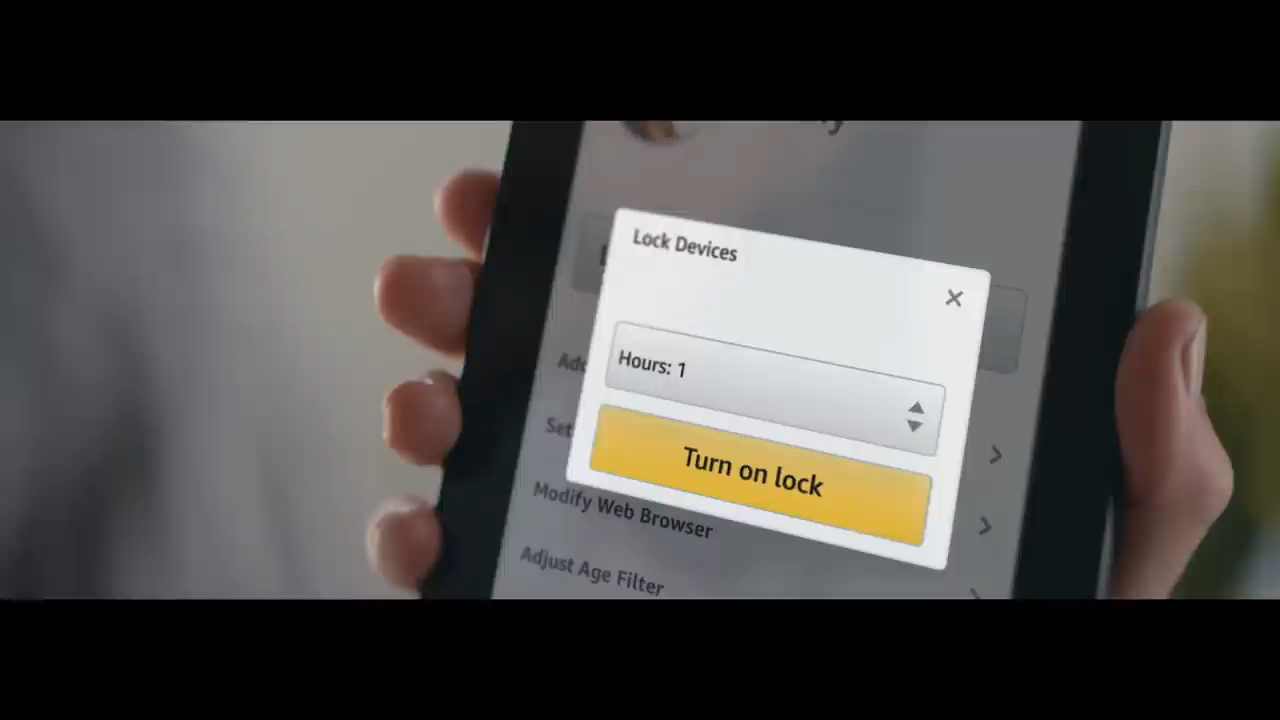 Lock Devices
Hours: 1
Turn on lock
Modify Web Browser
Adjust Age Filter